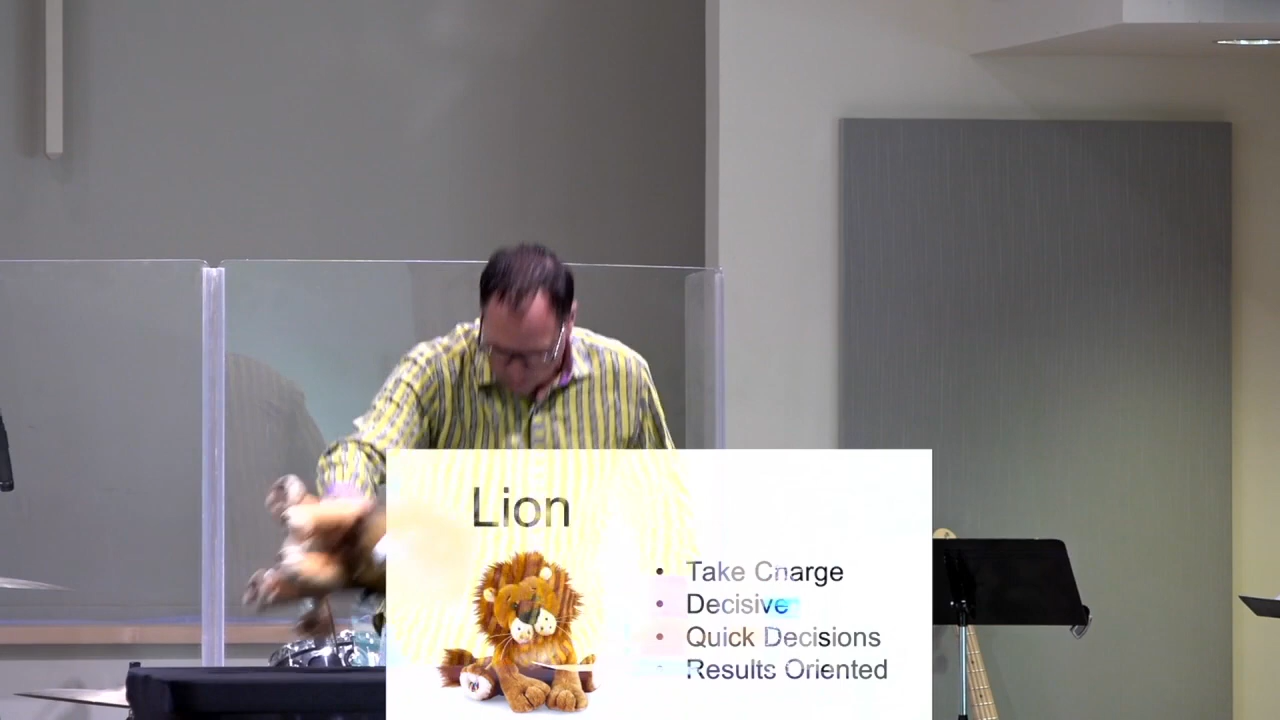 Lion
• Take Charge
• Decisive
• Quick Decisions
• Results Oriented